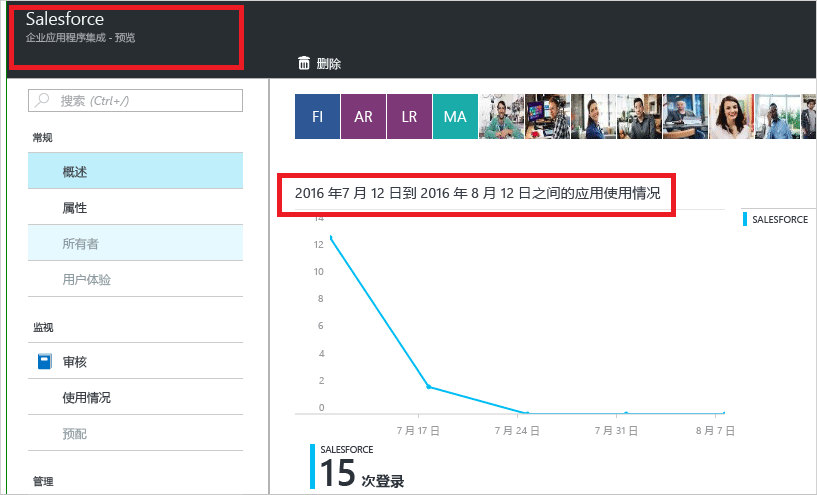 Salesforce
企业应用程序集成 - 预览
删除
搜索 (Ctrl+/)
常规
概述
属性
所有者
用户体验
监视
审核
使用情况
预配
管理
FI AR LR MA
2016 年7 月 12 日到 2016 年 8 月 12 日之间的应用使用情况
SALESFORCE
14
12
10
8
6
4
2
0
7 月 17 日 7 月 24 日 7 月 31 日 8 月 7 日
SALESFORCE
15 次登录